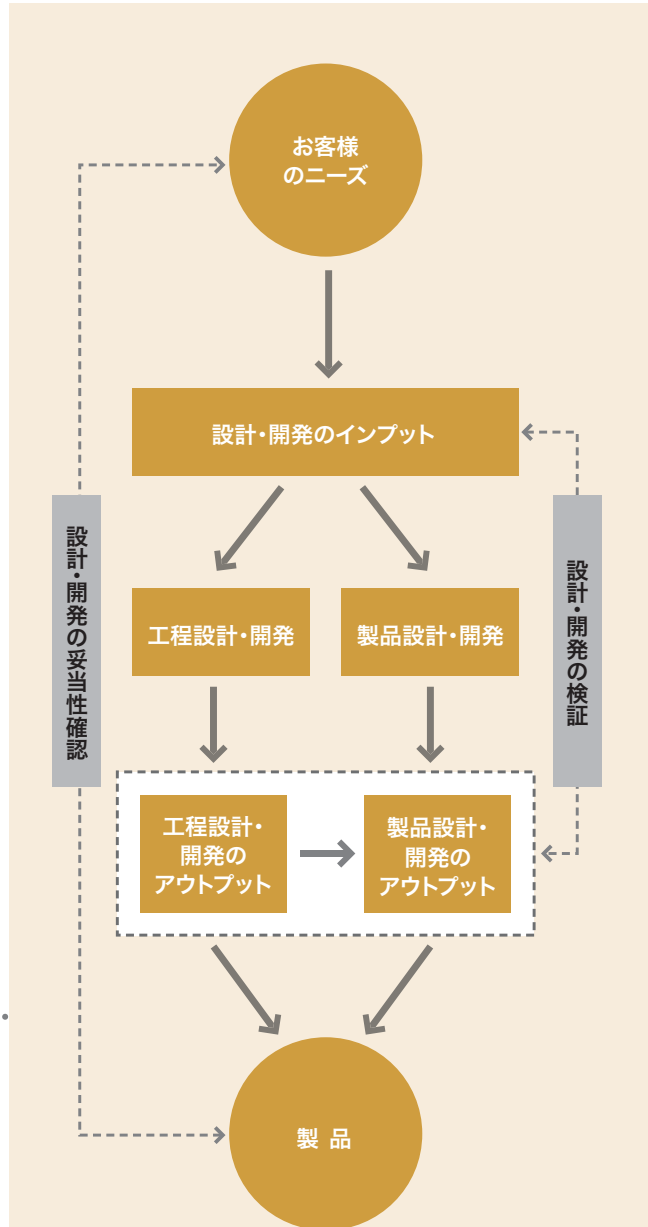 お客様
のニーズ
設計・開発のインプット
設計・開発の妥当性確認
設計・開発の検証
工程設計・開発
製品設計・開発
工程設計・
開発の
アウトプット
製品設計・
開発の
アウトプット
製 品